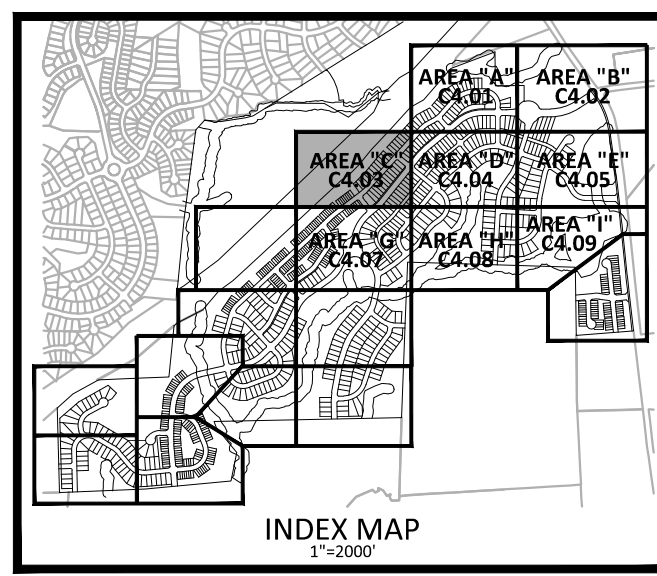 AREA "A"
C4.01
AREA "B"
C4.02
AREA "C"
C4.03
AREA "D"
C4.04
AREA "E"
C4.05
AREA "G"
C4.07
AREA "H"
C4.08
AREA "I"
C4.09
INDEX MAP
1"=2000'